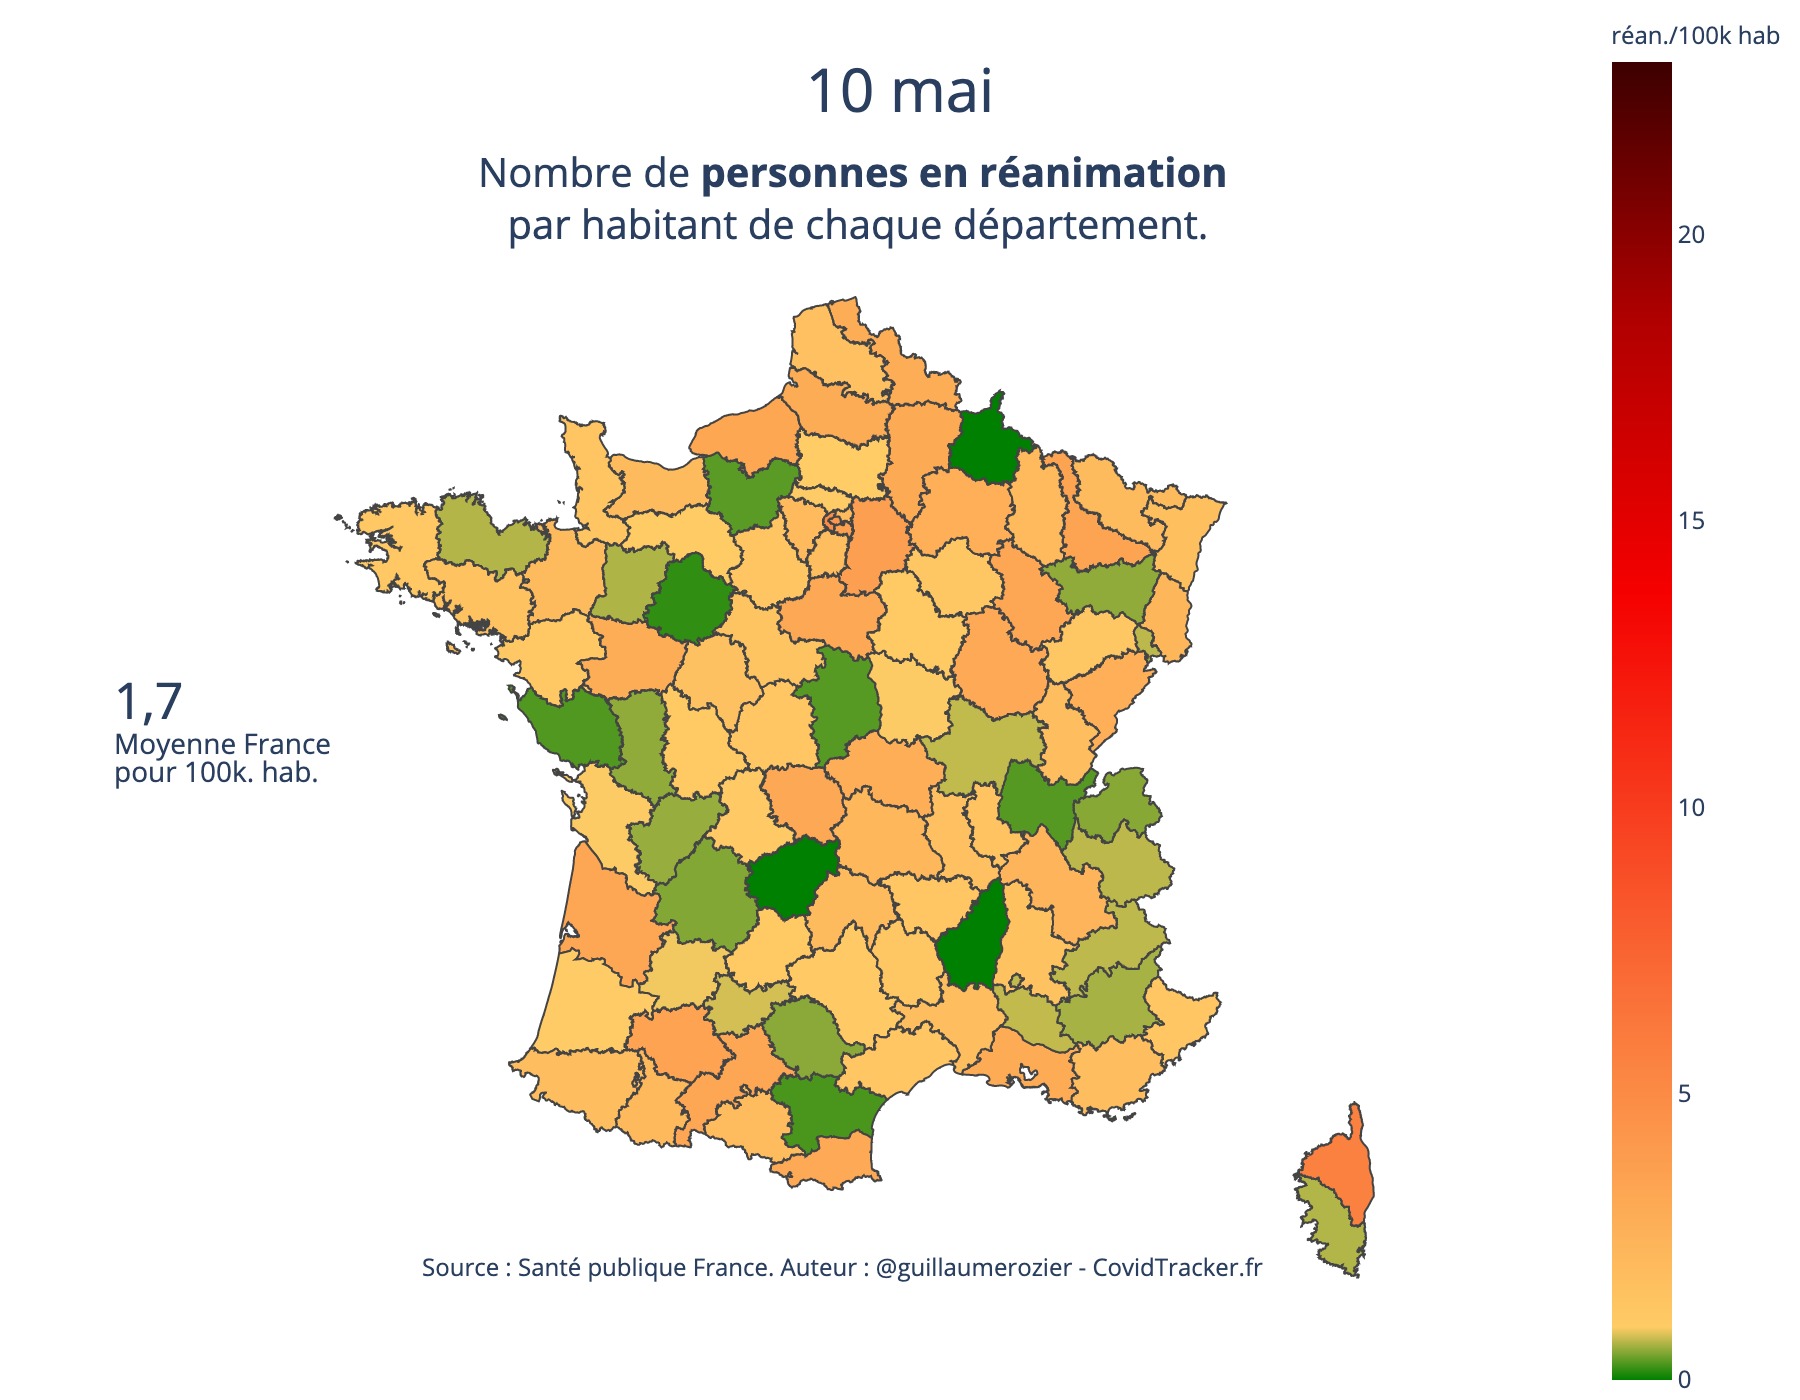 réan./100k hab
10 mai
Nombre de personnes en réanimation
par habitant de chaque département.
20
15
1,7
Moyenne France
pour 100k. hab.
10
5
Source : Santé publique France. Auteur : @guillaumerozier - CovidTracker.fr
0